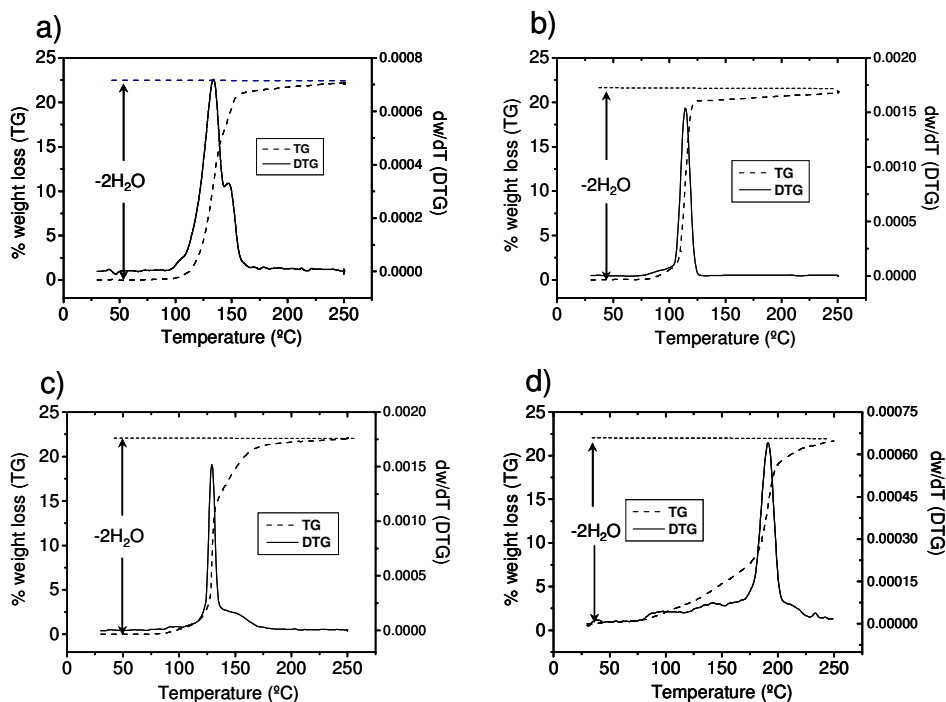 a)
25
20
15
10
5
0
% weight loss (TG)
0.0008
0.0006
0.0004
0.0002
0.0000
dw/dT (DTG)
TG
DTG
-2H₂O
0 50 100 150 200 250
Temperature (ºC)
b)
25
20
15
10
5
0
% weight loss (TG)
0.0020
0.0015
0.0010
0.0005
0.0000
dw/dT (DTG)
TG
DTG
-2H₂O
0 50 100 150 200 250
Temperature (ºC)
c)
25
20
15
10
5
0
% weight loss (TG)
0.0020
0.0015
0.0010
0.0005
0.0000
dw/dT (DTG)
TG
DTG
-2H₂O
0 50 100 150 200 250
Temperature (ºC)
d)
25
20
15
10
5
0
% weight loss (TG)
0.00075
0.00060
0.00045
0.00030
0.00015
0.00000
dw/dT (DTG)
TG
DTG
-2H₂O
0 50 100 150 200 250
Temperature (ºC)